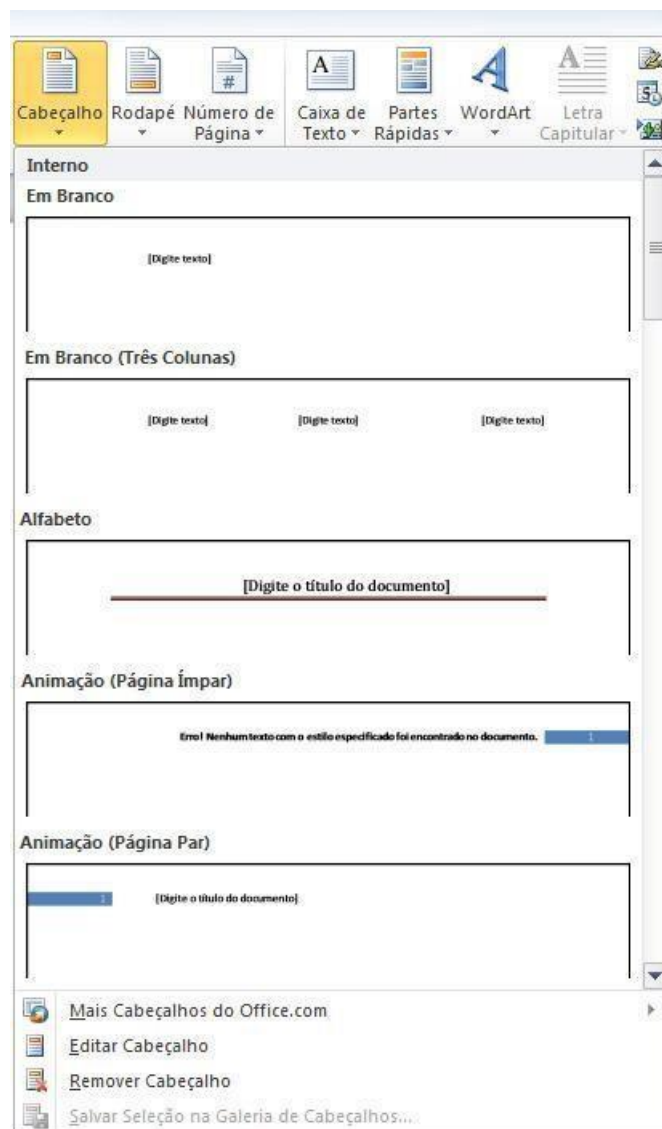 Cabeçalho Rodapé Número de Página Caixa de Texto Partes Rápidas WordArt Letra Capitular
Interno
Em Branco
[Digite texto]
Em Branco (Três Colunas)
[Digite texto] [Digite texto] [Digite texto]
Alfabeto
[Digite o título do documento]
Animação (Página Ímpar)
Erro! Nenhum texto com o estilo especificado foi encontrado no documento. 1
Animação (Página Par)
1 [Digite o título do documento]
Mais Cabeçalhos do Office.com
Editar Cabeçalho
Remover Cabeçalho
Salvar Seleção na Galeria de Cabeçalhos...